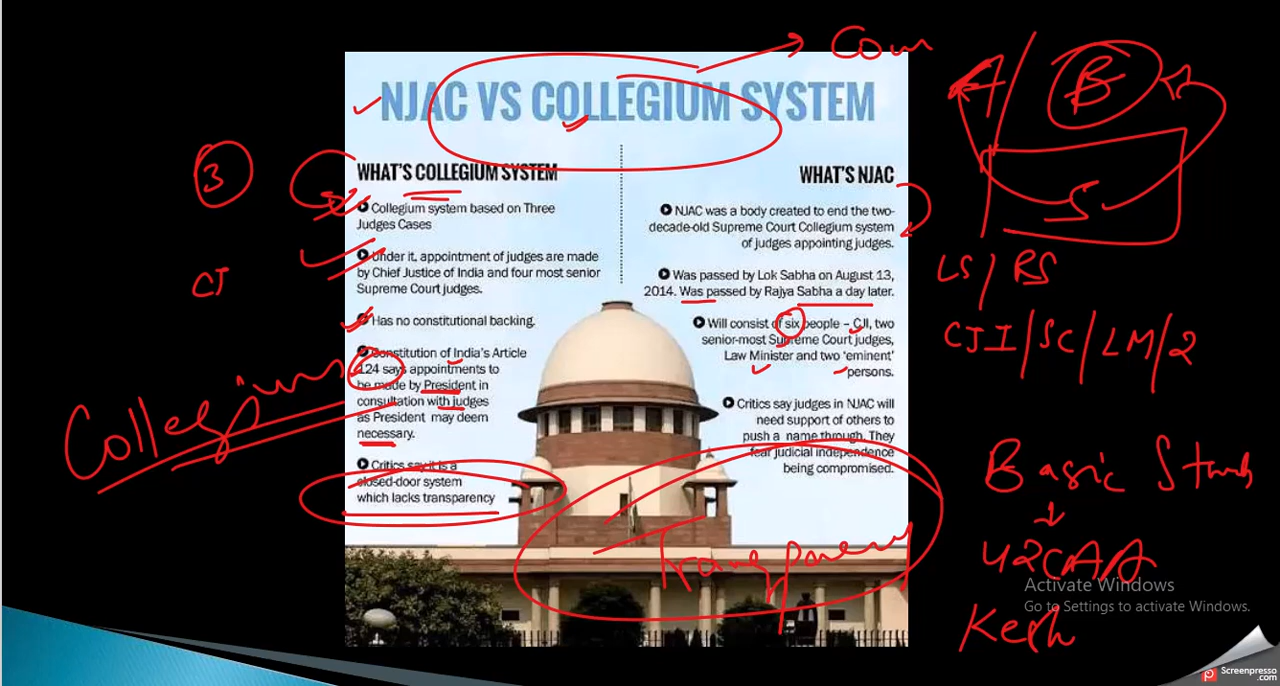 NJAC VS COLLEGIUM SYSTEM
WHAT'S COLLEGIUM SYSTEM
Collegium system based on Three
Judges Cases
Under it, appointment of judges are made
by Chief Justice of India and four most senior
Supreme Court judges.
Has no constitutional backing.
Constitution of India's Article
124 says appointments to
be made by President in
consultation with judges
as President may deem
necessary.
Critics say it is a
closed-door system
which lacks transparency
WHAT'S NJAC
NJAC was a body created to end the two-
decade-old Supreme Court Collegium system
of judges appointing judges.
Was passed by Lok Sabha on August 13,
2014. Was passed by Rajya Sabha a day later.
Will consist of six people – CJI, two
senior-most Supreme Court judges,
Law Minister and two 'eminent'
persons.
Critics say judges in NJAC will
need support of others to
push a name through. They
fear judicial independence
being compromised.
3
CJ
Collegium
Com
A
B
S
LS/RS
CJI/SC/LM/2
Basic
42CAA
Transparency
Activate Windows
Go to Settings to activate Windows.
Screenpresso
.com